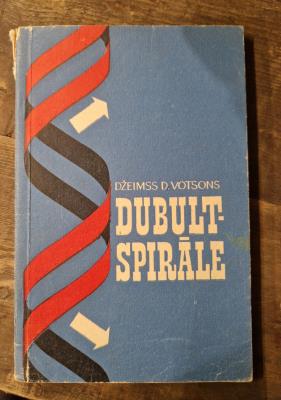 DŽEIMSS D. VOTSONS
DUBULT-
SPIRĀLE